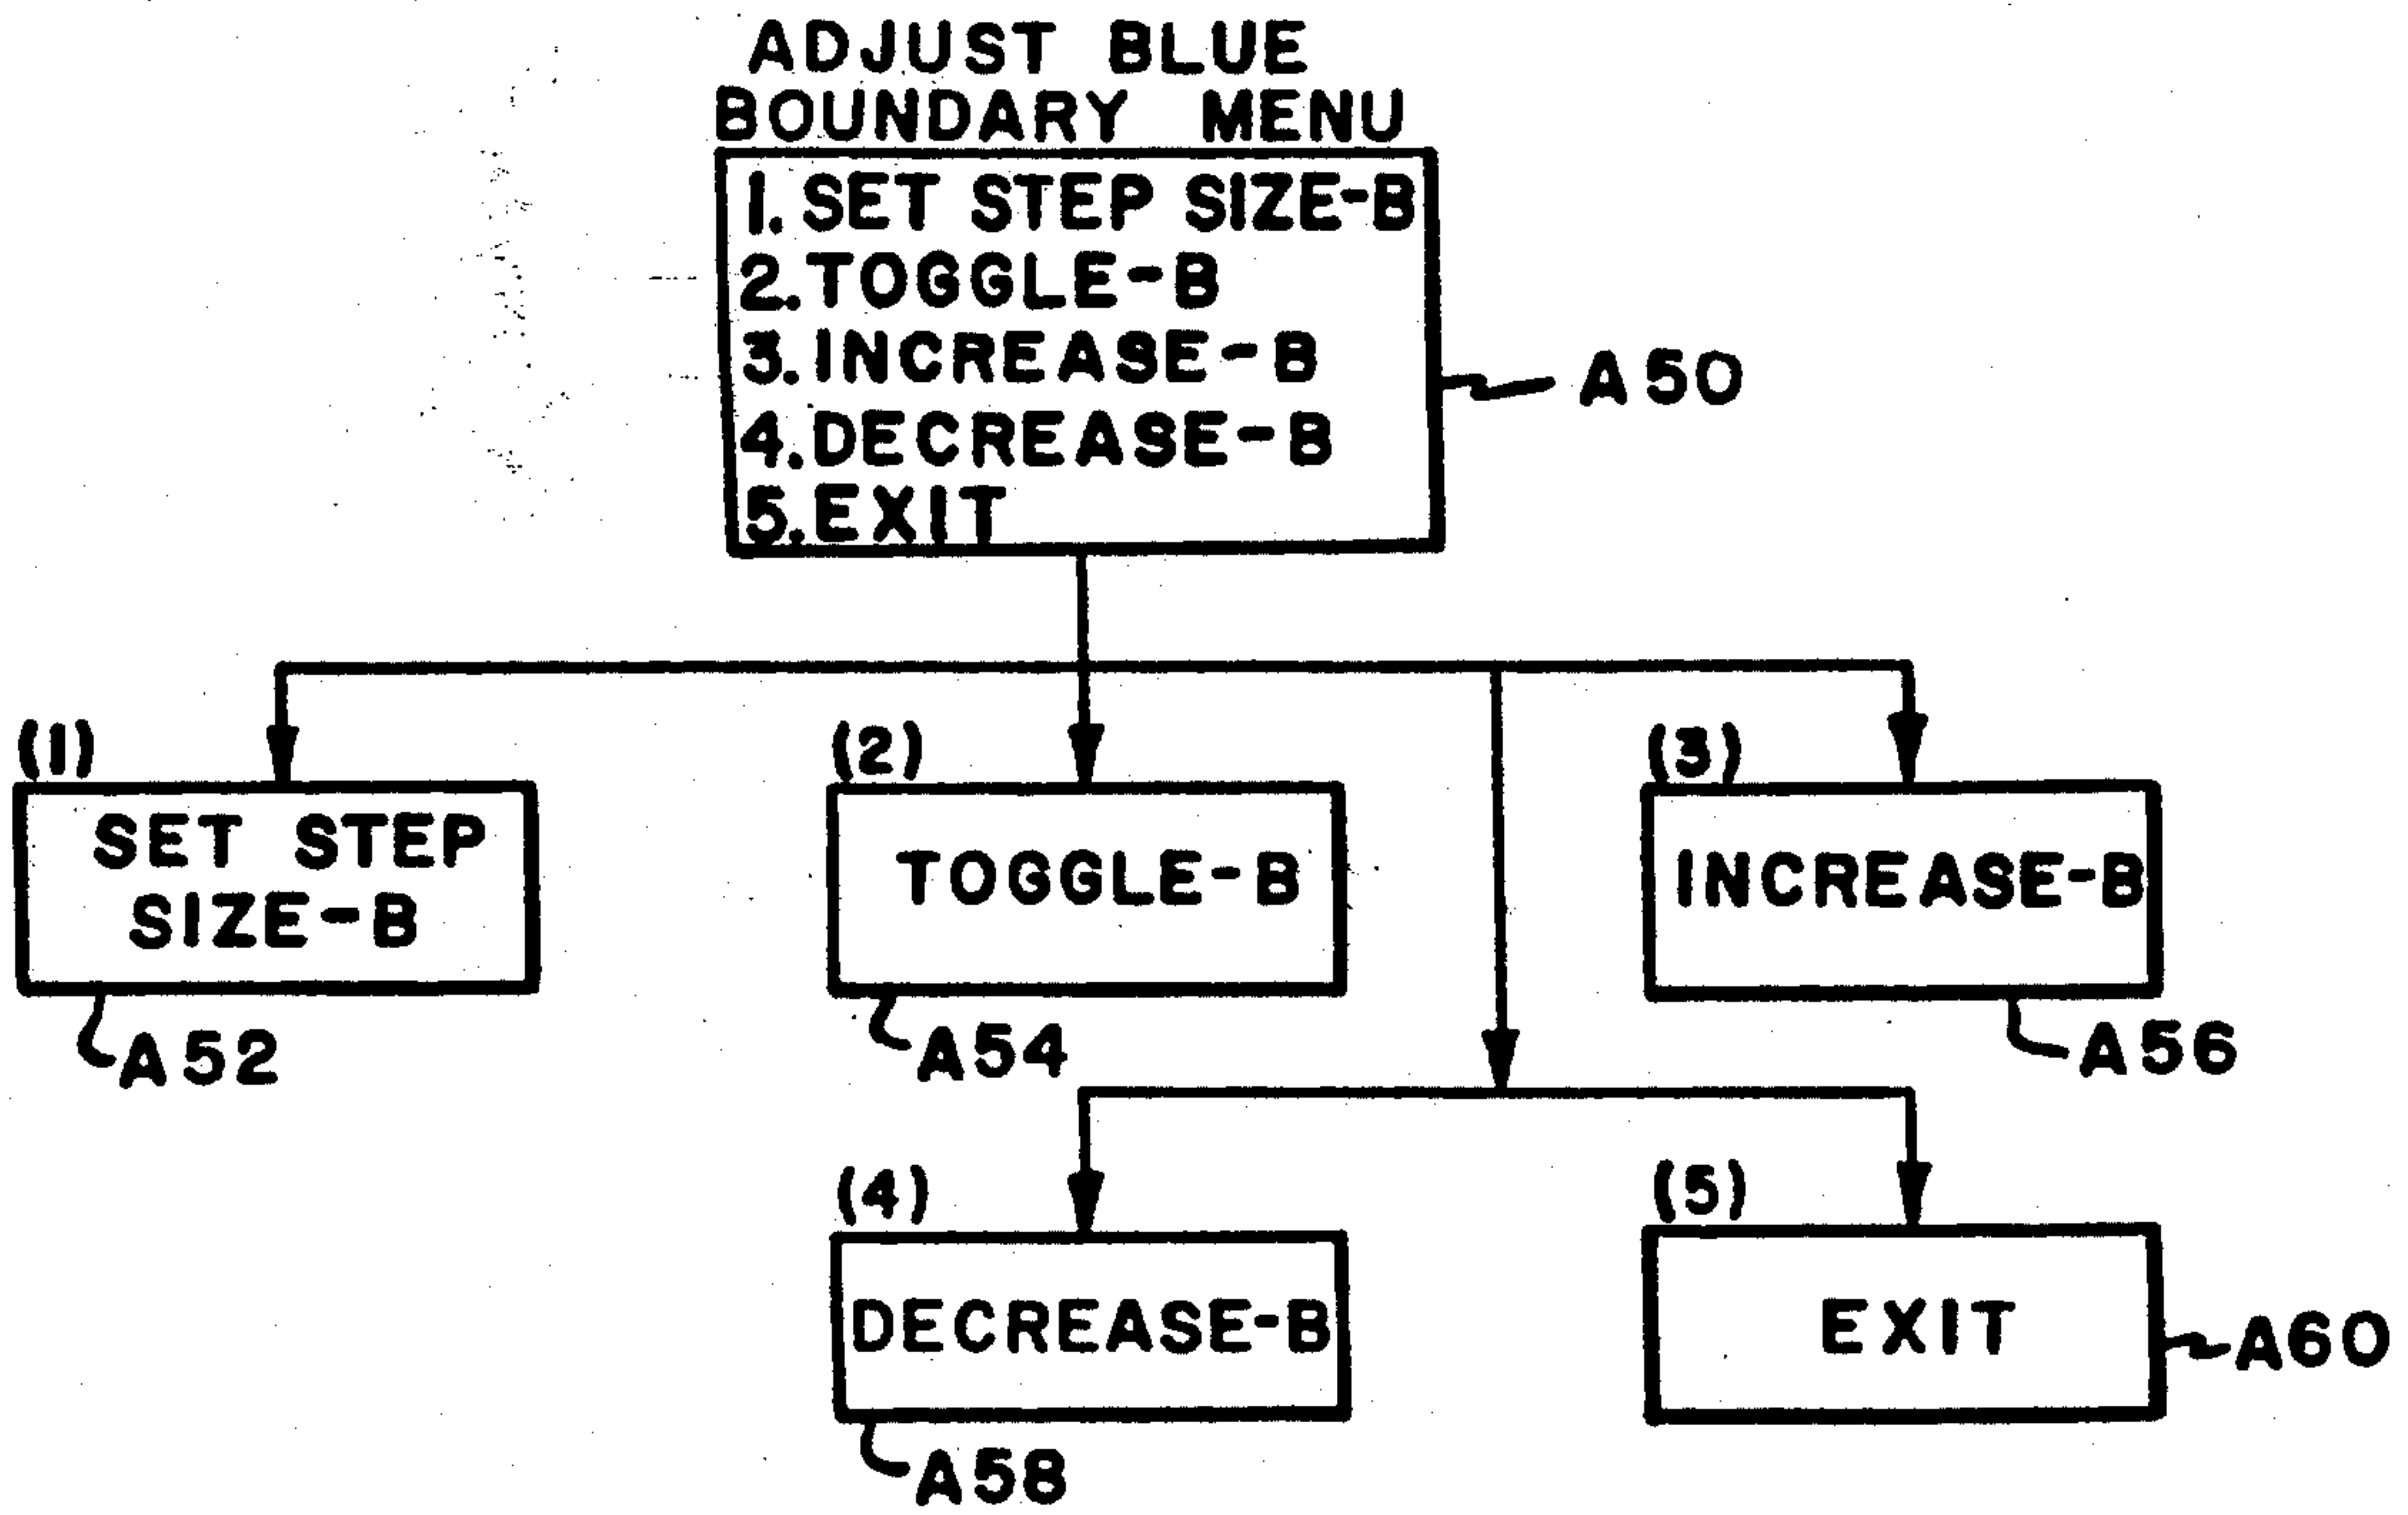 ADJUST BLUE
BOUNDARY MENU
1. SET STEP SIZE-B
2. TOGGLE-B
3. INCREASE-B
4. DECREASE-B
5. EXIT
A50
(1)
SET STEP
SIZE-B
A52
(2)
TOGGLE-B
A54
(3)
INCREASE-B
A56
(4)
DECREASE-B
A58
(5)
EXIT
A60